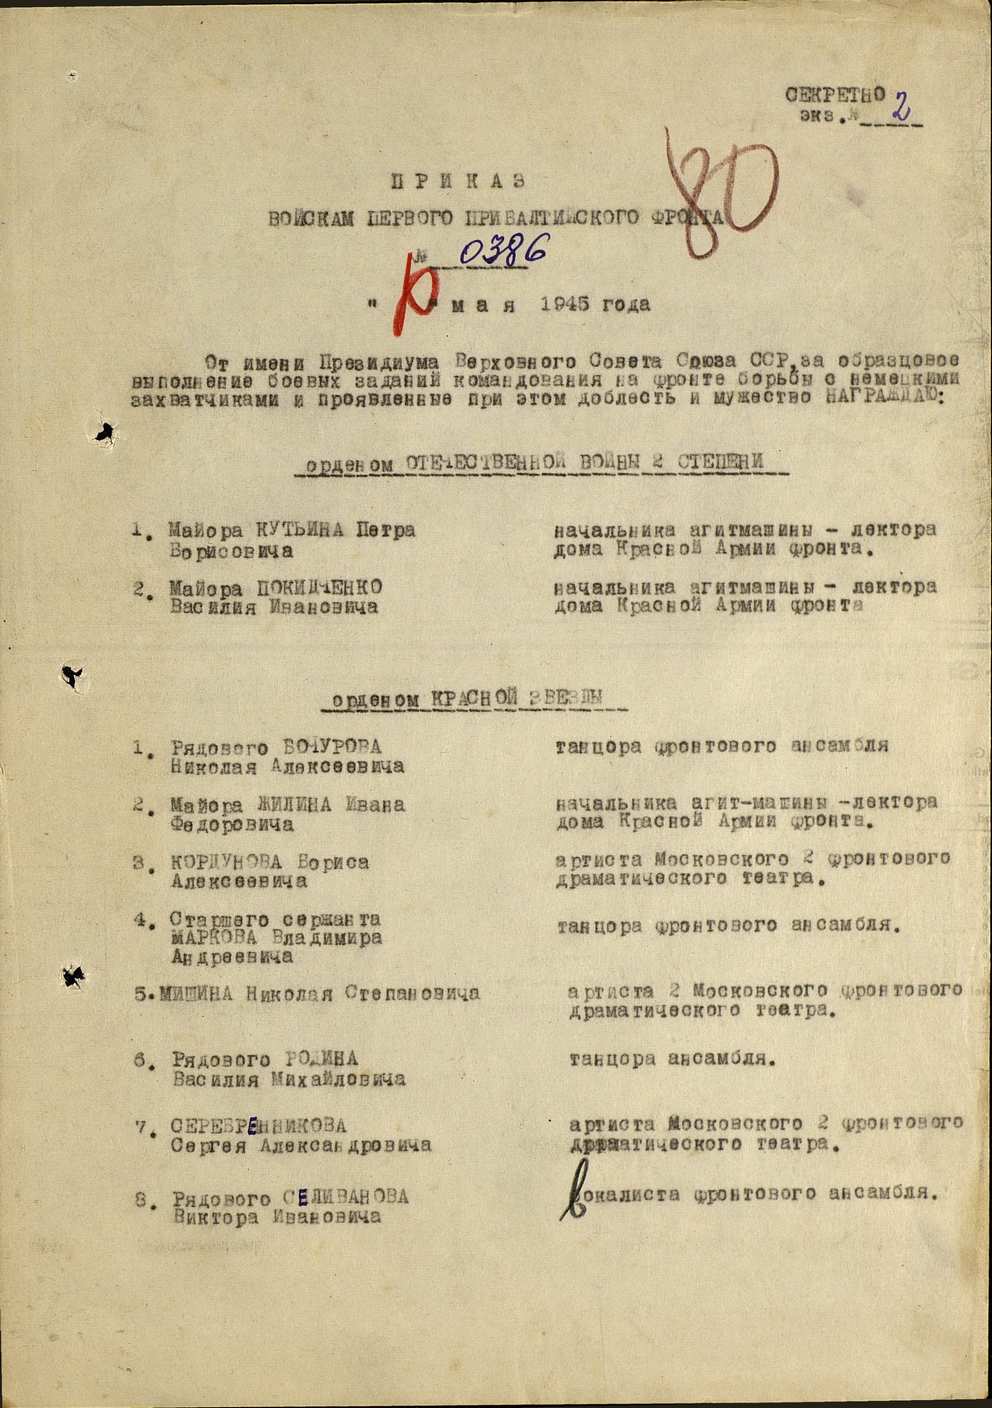 СЕКРЕТНО
экз.№ 2
80
ПРИКАЗ
ВОЙСКАМ ПЕРВОГО ПРИБАЛТИЙСКОГО ФРОНТА
№ 0386
" " мая 1945 года
От имени Президиума Верховного Совета Союза ССР, за образцовое
выполнение боевых заданий командования на фронте борьбы с немецкими
захватчиками и проявленные при этом доблесть и мужество НАГРАЖДАЮ:
орденом ОТЕЧЕСТВЕННОЙ ВОЙНЫ 2 СТЕПЕНИ
1. Майора КУТЬИНА Петра начальника агитмашины - лектора
Борисовича дома Красной Армии фронта.
2. Майора ПОКИДЧЕНКО начальника агитмашины - лектора
Василия Ивановича дома Красной Армии фронта
орденом КРАСНОЙ ЗВЕЗДЫ
1. Рядового БОЧУРОВА танцора фронтового ансамбля
Николая Алексеевича
2. Майора ЖИЛИНА Ивана начальника агит-машины -лектора
Федоровича дома Красной Армии фронта.
3. КОРДУНОВА Бориса артиста Московского 2 фронтового
Алексеевича драматического театра.
4. Старшего сержанта танцора фронтового ансамбля.
МАРКОВА Владимира
Андреевича
5. МИШИНА Николая Степановича артиста 2 Московского фронтового
драматического театра.
6. Рядового РОДИНА танцора ансамбля.
Василия Михайловича
7. СЕРЕБРЕННИКОВА артиста Московского 2 фронтового
Сергея Александровича драматического театра.
8. Рядового СЕЛИВАНОВА вокалиста фронтового ансамбля.
Виктора Ивановича